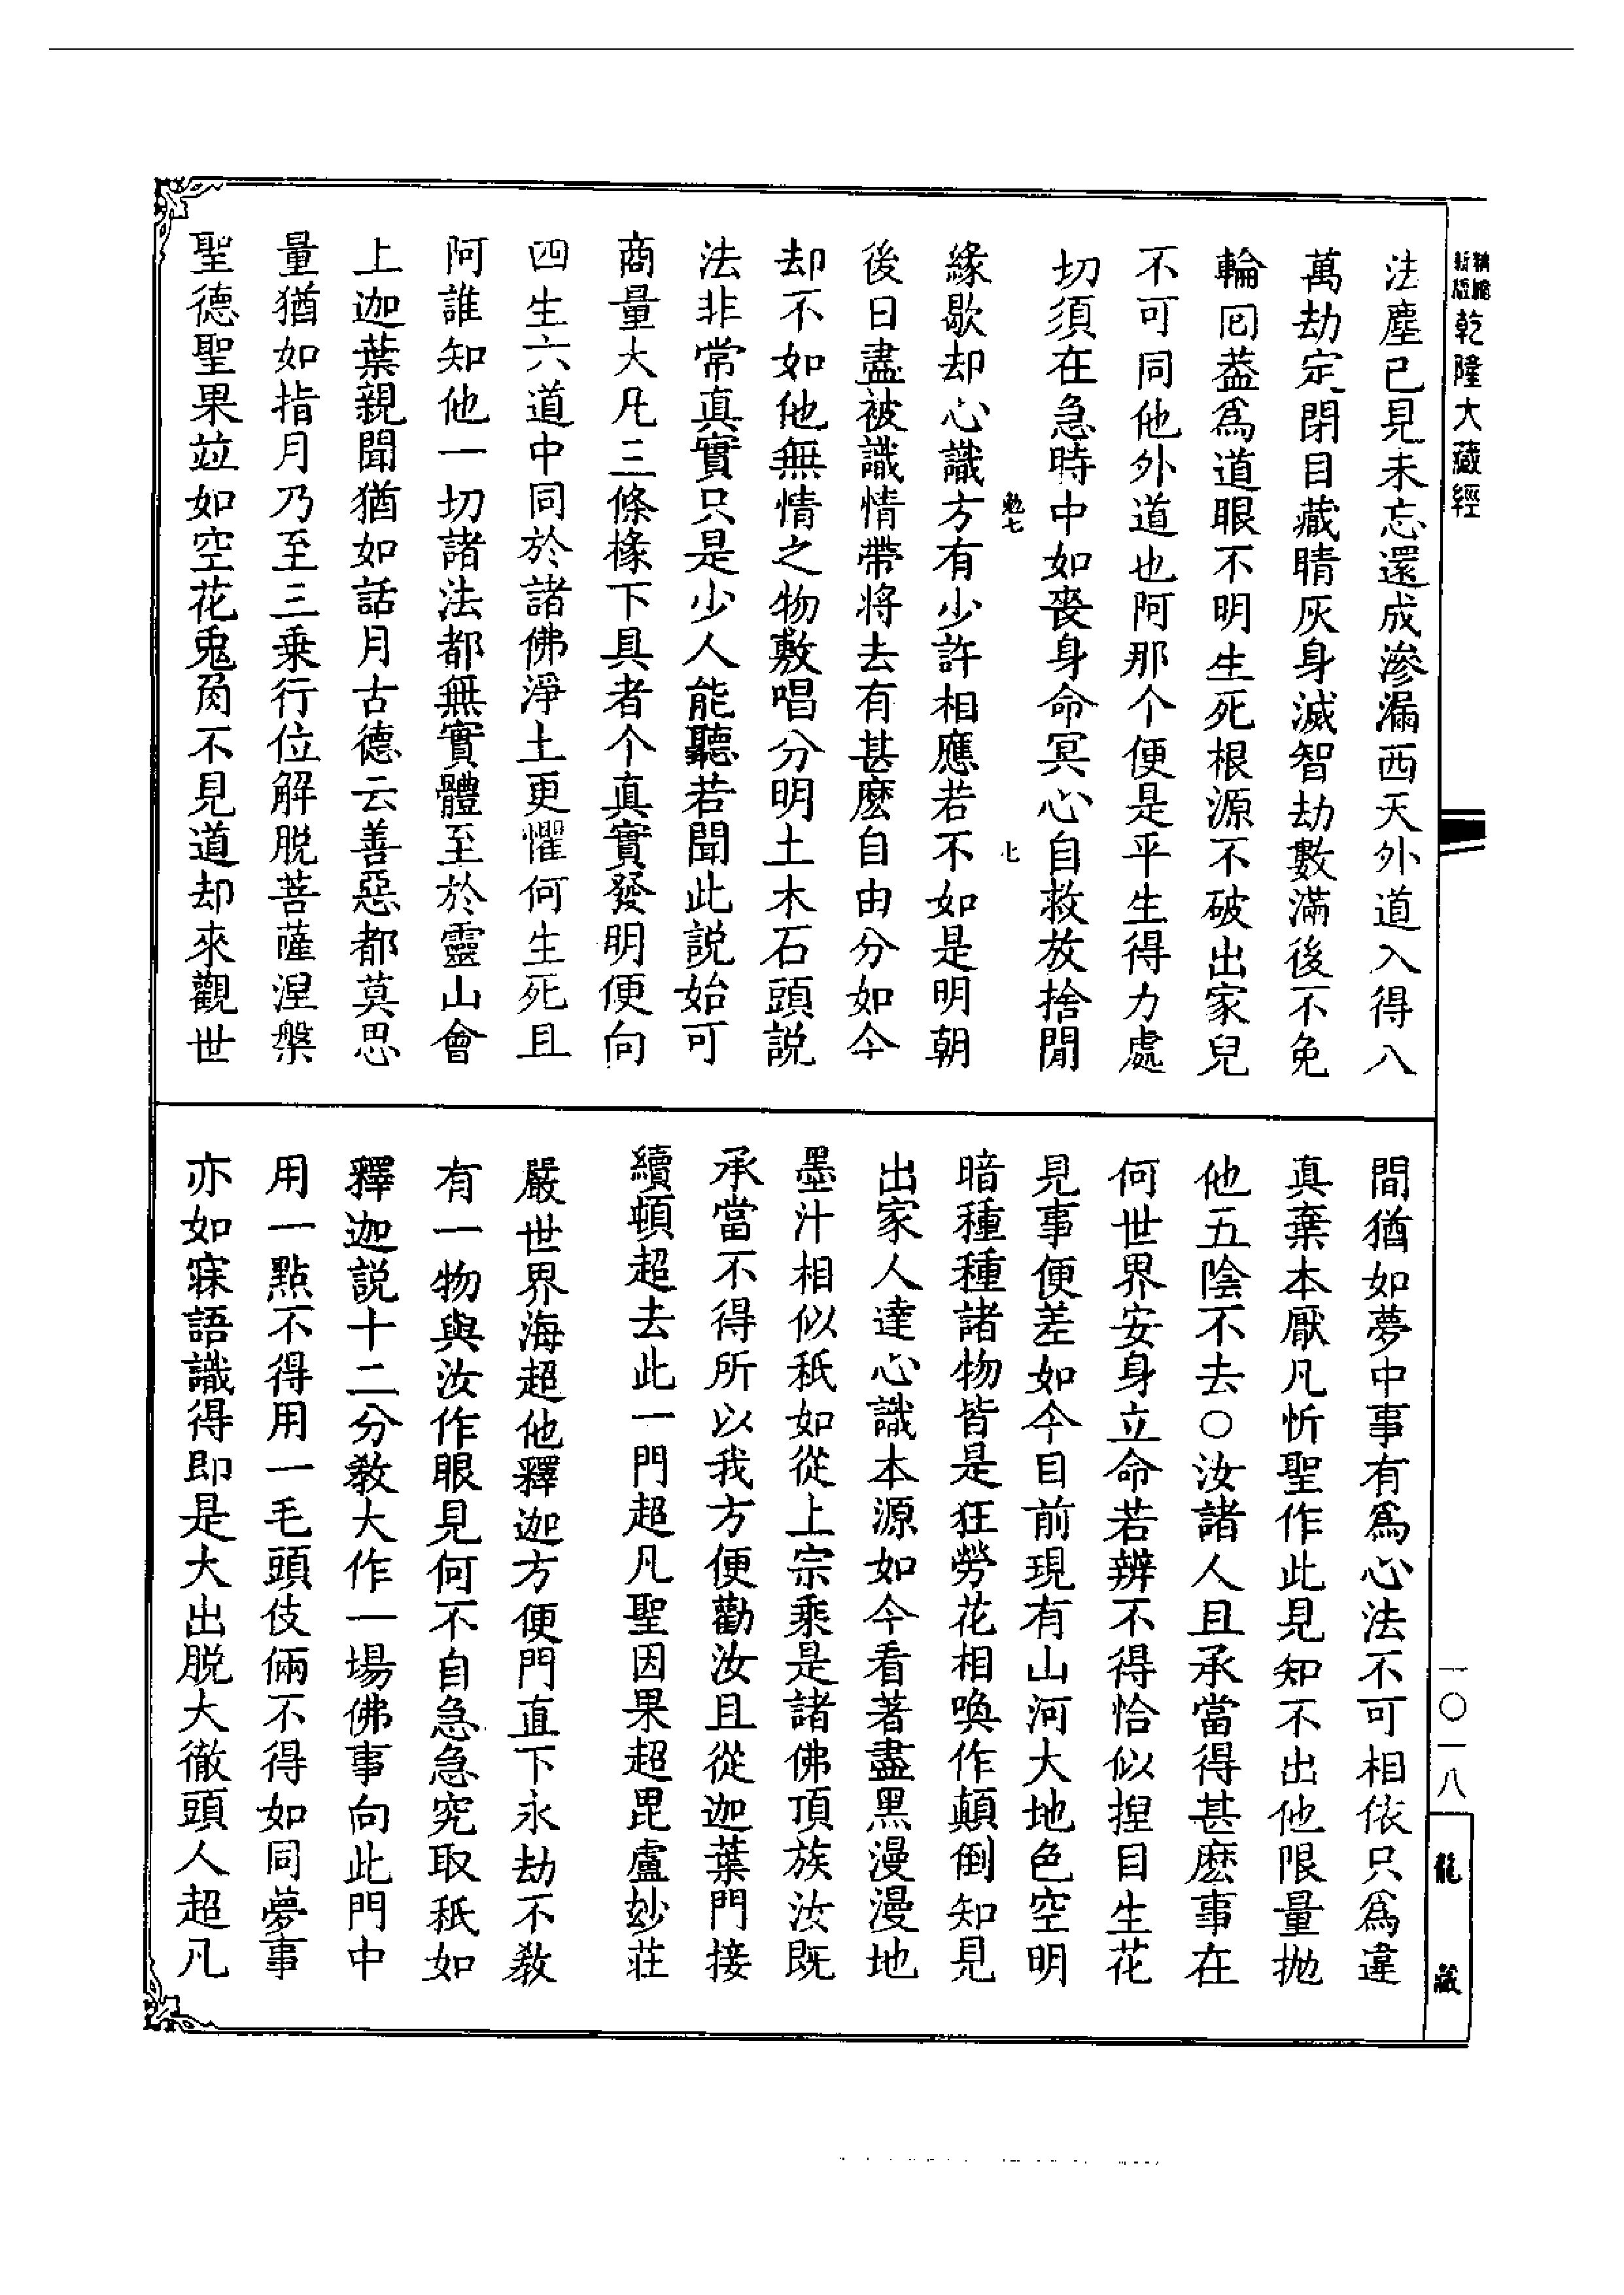 乾隆大藏經
法塵已見未忘還成滲漏西天外道入得八
萬劫定閉目藏睛灰身滅智劫數滿後不免
輪囘葢爲道眼不明生死根源不破出家兒
不可同他外道也阿那个便是平生得力處
切須在急時中如喪身命冥心自救放捨閒
勉七 七
緣歇却心識方有少許相應若不如是明朝
後日盡被識情帶將去有甚麽自由分如今
却不如他無情之物敷唱分明土木石頭説
法非常真實只是少人能聽若聞此説始可
商量大凡三條椽下具者个真實發明便向
四生六道中同於諸佛淨土更懼何生死且
阿誰知他一切諸法都無實體至於靈山會
上迦葉親聞猶如話月古德云善惡都莫思
量猶如指月乃至三乗行位解脱菩薩涅槃
聖德聖果竝如空花兎角不見道却來觀世
間猶如夢中事有爲心法不可相依只爲違
真棄本厭凡忻聖作此見知不出他限量拋
他五陰不去○汝諸人且承當得甚麽事在
何世界安身立命若辨不得恰似捏目生花
見事便差如今目前現有山河大地色空明
暗種種諸物皆是狂勞花相喚作顛倒知見
出家人達心識本源如今看著盡黑漫漫地
墨汁相似秖如從上宗乘是諸佛頂族汝既
承當不得所以我方便勸汝且從迦葉門接
續頓超去此一門超凡聖因果超毘盧妙莊
嚴世界海超他釋迦方便門直下永劫不教
有一物與汝作眼見何不自急急究取秖如
釋迦説十二分教大作一場佛事向此門中
用一點不得用一毛頭伎倆不得如同夢事
亦如寐語識得即是大出脱大徹頭人超凡
一〇一八
龍藏